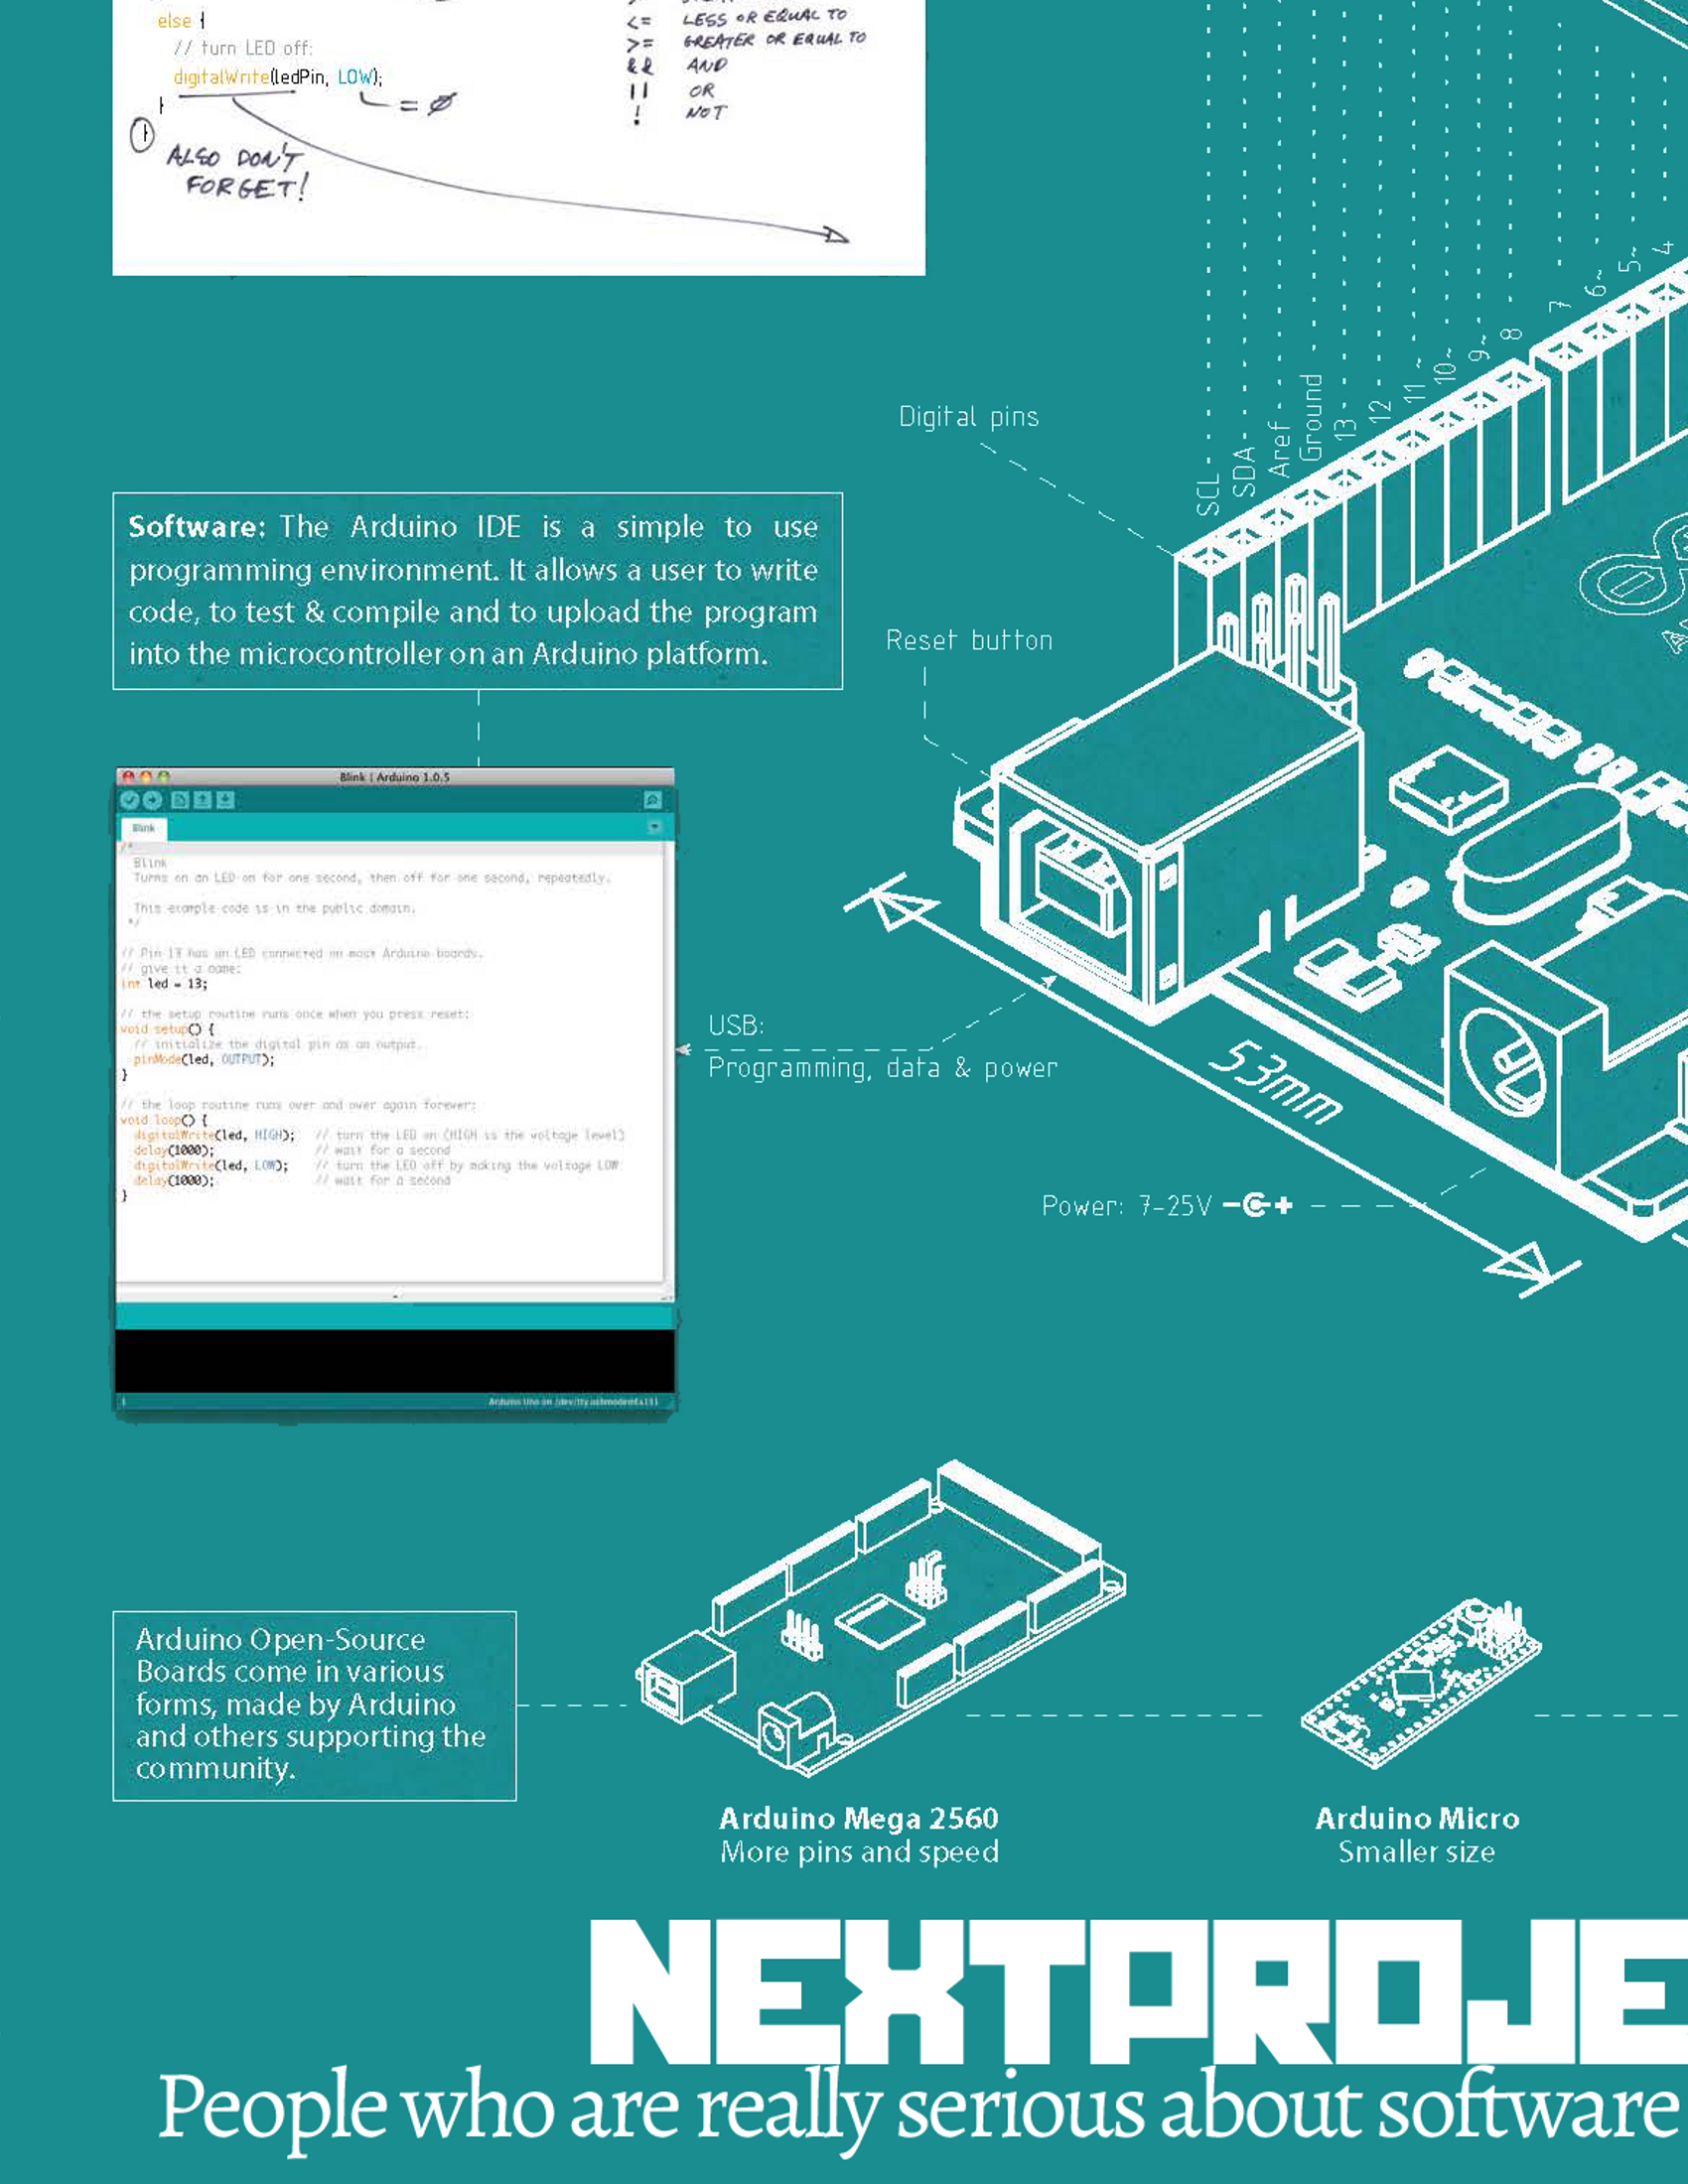 else {
// turn LED off:
digitalWrite(ledPin, LOW);
}
= Ø
}
ALSO DON'T
FORGET!
<= LESS OR EQUAL TO
>= GREATER OR EQUAL TO
&& AND
|| OR
! NOT
SCL
SDA
Aref
Ground
13
12
11 ~
10~
9~
8
7
6~
5~
4
Digital pins
Reset button
Software: The Arduino IDE is a simple to use
programming environment. It allows a user to write
code, to test & compile and to upload the program
into the microcontroller on an Arduino platform.
Blink | Arduino 1.0.5
Blink
/*
Blink
Turns on an LED on for one second, then off for one second, repeatedly.
This example code is in the public domain.
*/
// Pin 13 has an LED connected on most Arduino boards.
// give it a name:
int led = 13;
// the setup routine runs once when you press reset:
void setup() {
// initialize the digital pin as an output.
pinMode(led, OUTPUT);
}
// the loop routine runs over and over again forever:
void loop() {
digitalWrite(led, HIGH); // turn the LED on (HIGH is the voltage level)
delay(1000); // wait for a second
digitalWrite(led, LOW); // turn the LED off by making the voltage LOW
delay(1000); // wait for a second
}
1
Arduino Uno on
USB:
Programming, data & power
53mm
Power: 7-25V
Arduino Open-Source
Boards come in various
forms, made by Arduino
and others supporting the
community.
Arduino Mega 2560
More pins and speed
Arduino Micro
Smaller size
NEXTPROJE
People who are really serious about software